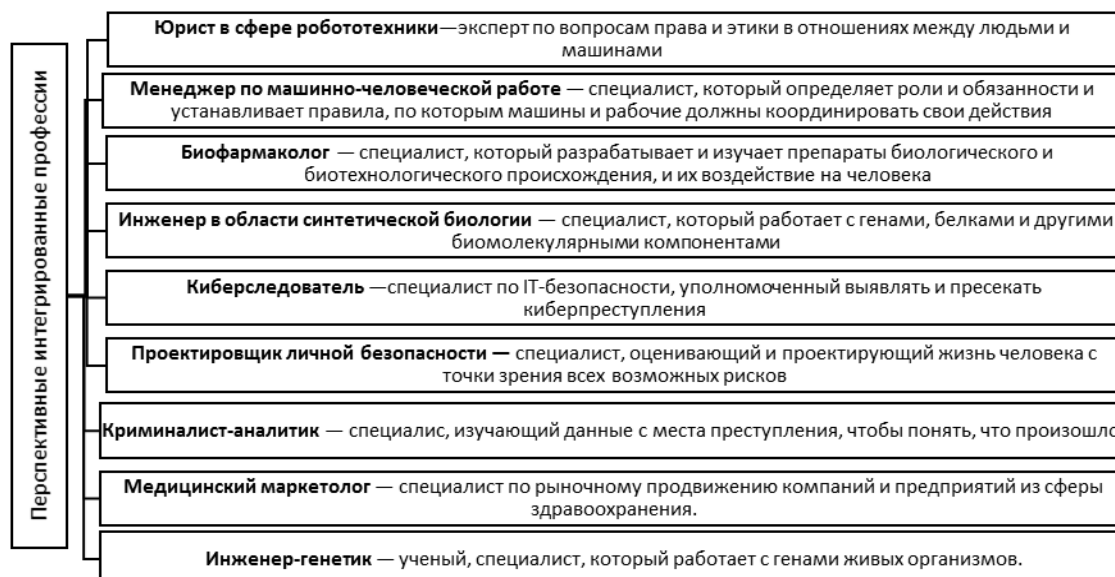 Перспективные интегрированные профессии
Юрист в сфере робототехники—эксперт по вопросам права и этики в отношениях между людьми и
машинами
Менеджер по машинно-человеческой работе — специалист, который определяет роли и обязанности и
устанавливает правила, по которым машины и рабочие должны координировать свои действия
Биофармаколог — специалист, который разрабатывает и изучает препараты биологического и
биотехнологического происхождения, и их воздействие на человека
Инженер в области синтетической биологии — специалист, который работает с генами, белками и другими
биомолекулярными компонентами
Киберследователь —специалист по IT-безопасности, уполномоченный выявлять и пресекать
киберпреступления
Проектировщик личной безопасности — специалист, оценивающий и проектирующий жизнь человека с
точки зрения всех возможных рисков
Криминалист-аналитик — специалис, изучающий данные с места преступления, чтобы понять, что произошло
Медицинский маркетолог — специалист по рыночному продвижению компаний и предприятий из сферы
здравоохранения.
Инженер-генетик — ученый, специалист, который работает с генами живых организмов.